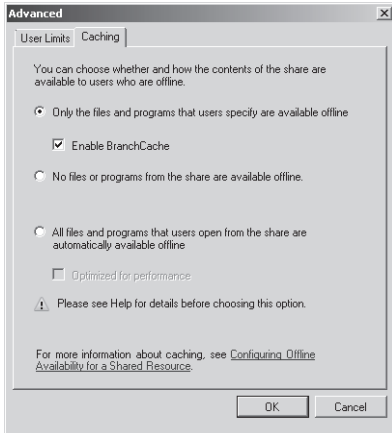 Advanced
User Limits Caching
You can choose whether and how the contents of the share are
available to users who are offline.
Only the files and programs that users specify are available offline
Enable BranchCache
No files or programs from the share are available offline.
All files and programs that users open from the share are
automatically available offline
Optimized for performance
Please see Help for details before choosing this option.
For more information about caching, see Configuring Offline
Availability for a Shared Resource.
OK Cancel